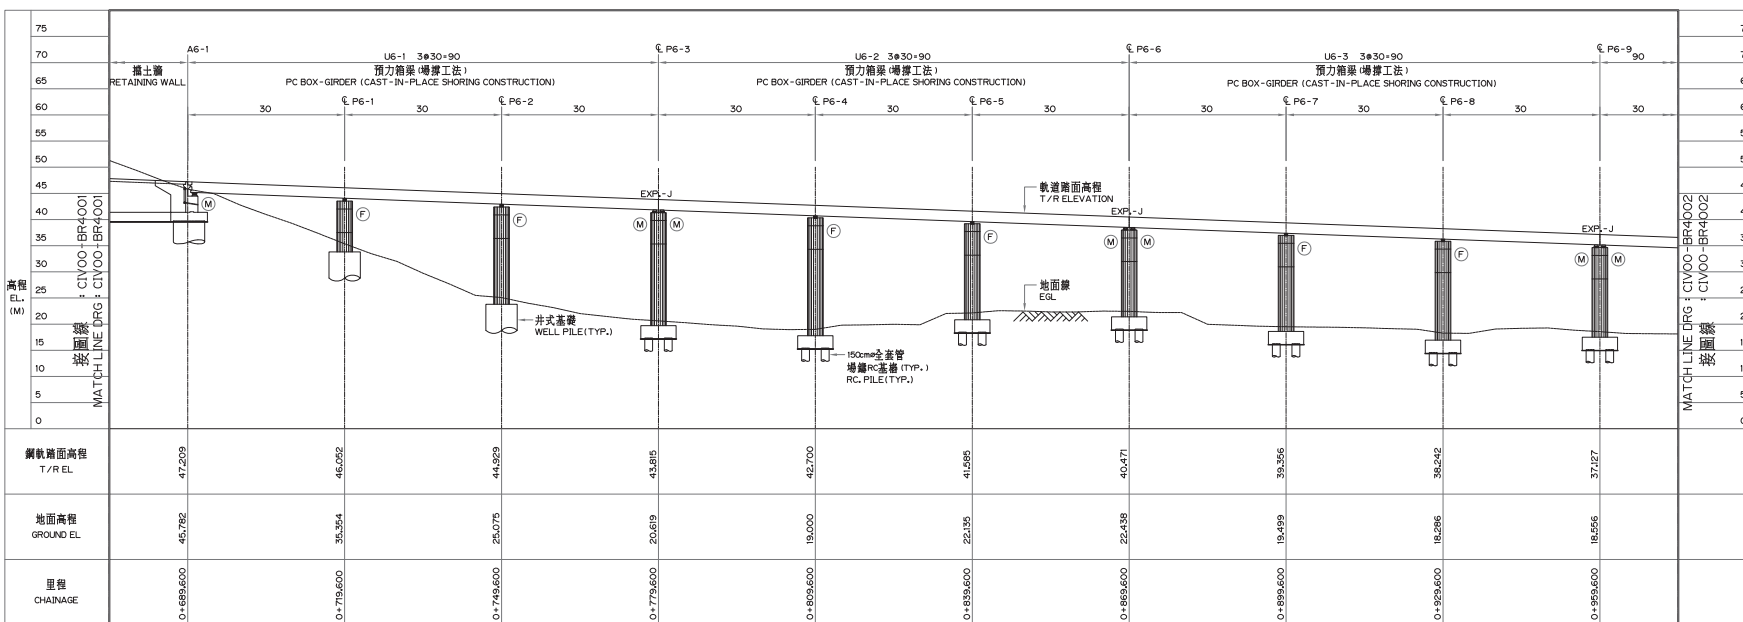 75
70
65
60
55
50
45
40
35
30
25
20
15
10
5
0
高程
EL.
(M)
接圖線
MATCH LINE DRG : CIV00-BR4001
: CIV00-BR4001
A6-1
擋土牆
RETAINING WALL
U6-1 3@30=90
預力箱梁(場撐工法)
PC BOX-GIRDER (CAST-IN-PLACE SHORING CONSTRUCTION)
℄ P6-3
U6-2 3@30=90
預力箱梁(場撐工法)
PC BOX-GIRDER (CAST-IN-PLACE SHORING CONSTRUCTION)
℄ P6-6
U6-3 3@30=90
預力箱梁(場撐工法)
PC BOX-GIRDER (CAST-IN-PLACE SHORING CONSTRUCTION)
℄ P6-9
90
30 ℄ P6-1 30 ℄ P6-2 30 30 ℄ P6-4 30 ℄ P6-5 30 30 ℄ P6-7 30 ℄ P6-8 30 30
EXP.-J
EXP.-J
EXP.-J
軌道踏面高程
T/R ELEVATION
M F F M M F F M M F F M M
地面線
EGL
井式基礎
WELL PILE(TYP.)
150cmø全套管
場鑄RC基樁(TYP.)
RC. PILE(TYP.)
MATCH LINE DRG : CIV00-BR4002
: CIV00-BR4002
接圖線
鋼軌踏面高程
T/R EL
47.209 46.052 44.929 43.815 42.700 41.585 40.471 39.356 38.242 37.127
地面高程
GROUND EL
45.782 35.354 25.075 20.619 19.000 22.135 22.438 19.499 18.286 18.556
里程
CHAINAGE
0+689.600 0+719.600 0+749.600 0+779.600 0+809.600 0+839.600 0+869.600 0+899.600 0+929.600 0+959.600